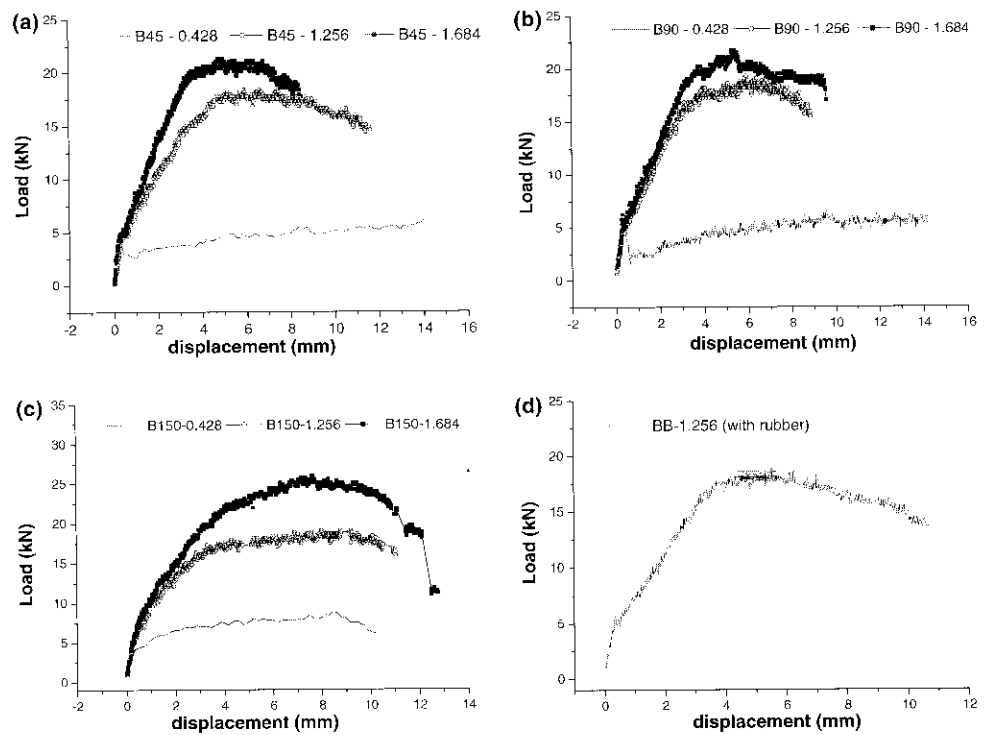 (a)
B45 - 0.428 B45 - 1.256 B45 - 1.684
25
20
15
10
5
0
Load (kN)
-2 0 2 4 6 8 10 12 14 16
displacement (mm)
(b)
B90 - 0.428 B90 - 1.256 B90 - 1.684
25
20
15
10
5
0
Load (kN)
-2 0 2 4 6 8 10 12 14 16
displacement (mm)
(c)
B150-0.428 B150-1.256 B150-1.684
35
30
25
20
15
10
5
0
Load (kN)
-2 0 2 4 6 8 10 12 14
displacement (mm)
(d)
BB-1.256 (with rubber)
25
20
15
10
5
0
Load (kN)
-2 0 2 4 6 8 10 12
displacement (mm)